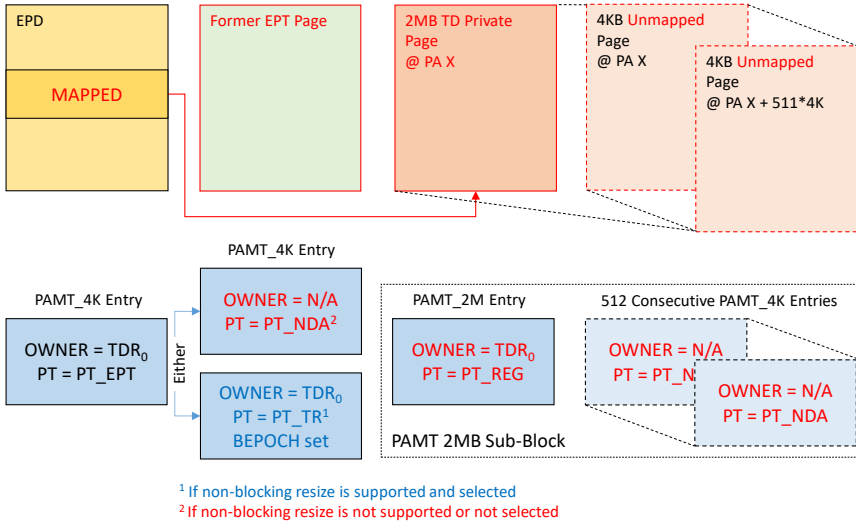 EPD
MAPPED
Former EPT Page
2MB TD Private
Page
@ PA X
4KB Unmapped
Page
@ PA X
4KB Unmapped
Page
@ PA X + 511*4K
PAMT_4K Entry
OWNER = TDR₀
PT = PT_EPT
Either
PAMT_4K Entry
OWNER = N/A
PT = PT_NDA²
OWNER = TDR₀
PT = PT_TR¹
BEPOCH set
PAMT_2M Entry
OWNER = TDR₀
PT = PT_REG
512 Consecutive PAMT_4K Entries
OWNER = N/A
PT = PT_N
OWNER = N/A
PT = PT_NDA
PAMT 2MB Sub-Block
¹ If non-blocking resize is supported and selected
² If non-blocking resize is not supported or not selected